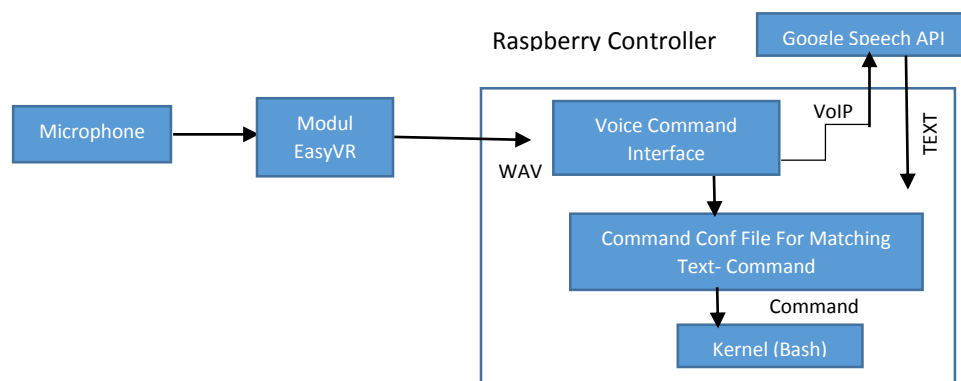 Raspberry Controller
Google Speech API
Microphone
Modul
EasyVR
WAV
Voice Command
Interface
VoIP
TEXT
Command Conf File For Matching
Text- Command
Command
Kernel (Bash)